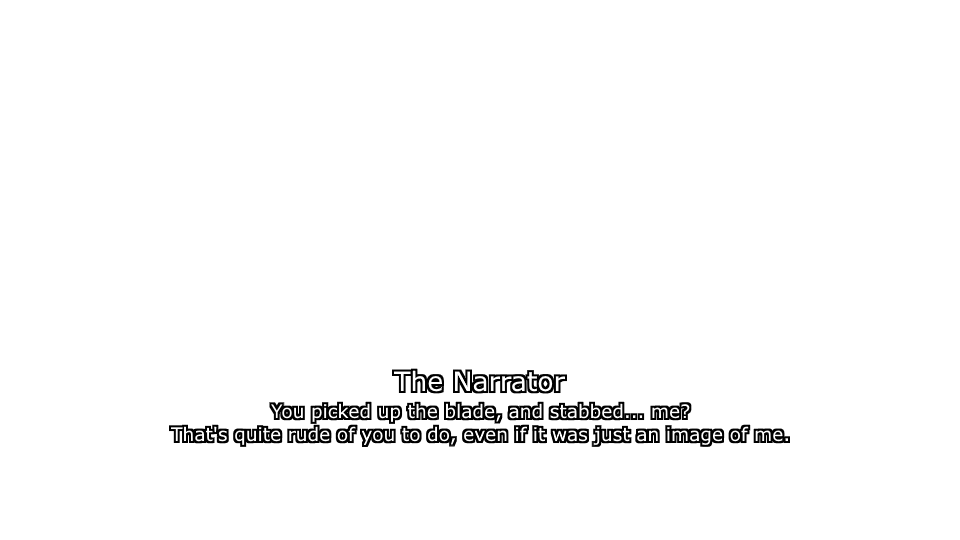 The Narrator
You picked up the blade, and stabbed... me?
That's quite rude of you to do, even if it was just an image of me.